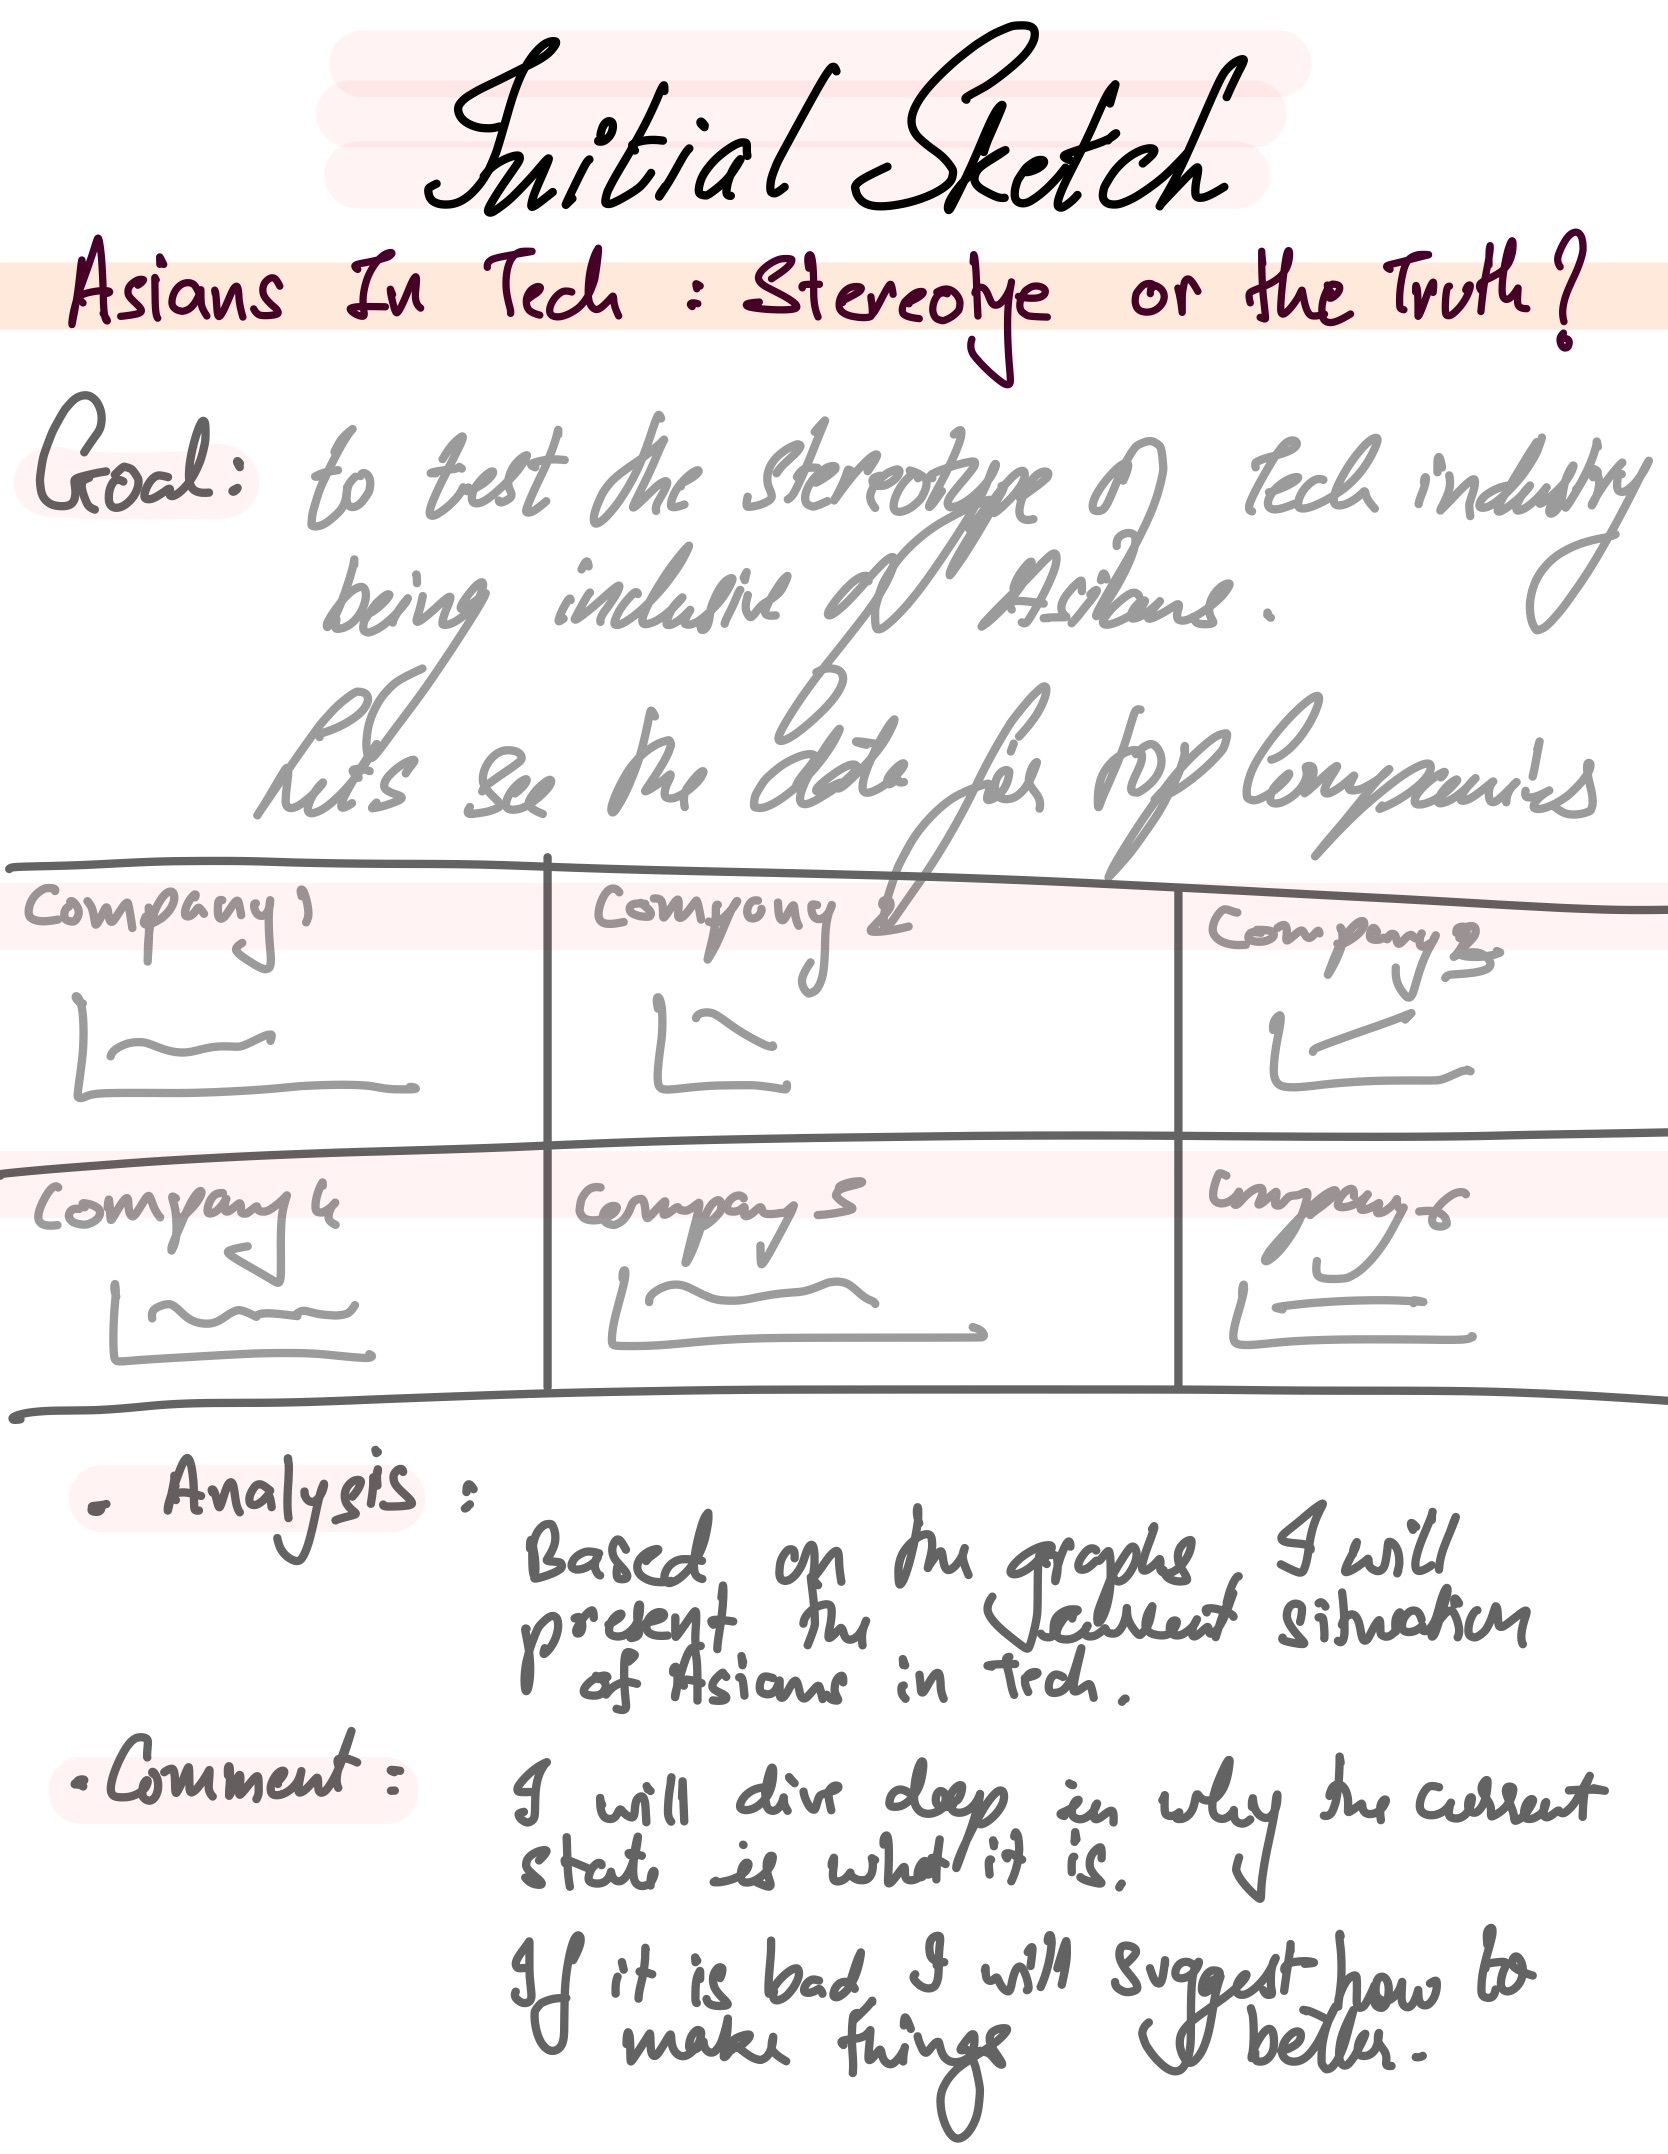 Initial Sketch
Asians In Tech : Stereotye or the Truth?
Goal: to test the stereotype of Tech industry
being inclusive of Asians.
Let's see the data for top Companies
Company 1
Company 2
Company 3
Company 4
Company 5
Company 6
. Analysis :
Based on the graphs I will
present the current situation
of Asians in Tech.
. Comment :
I will dive deep in why the current
state is what it is.
If it is bad I will suggest how to
make things better.